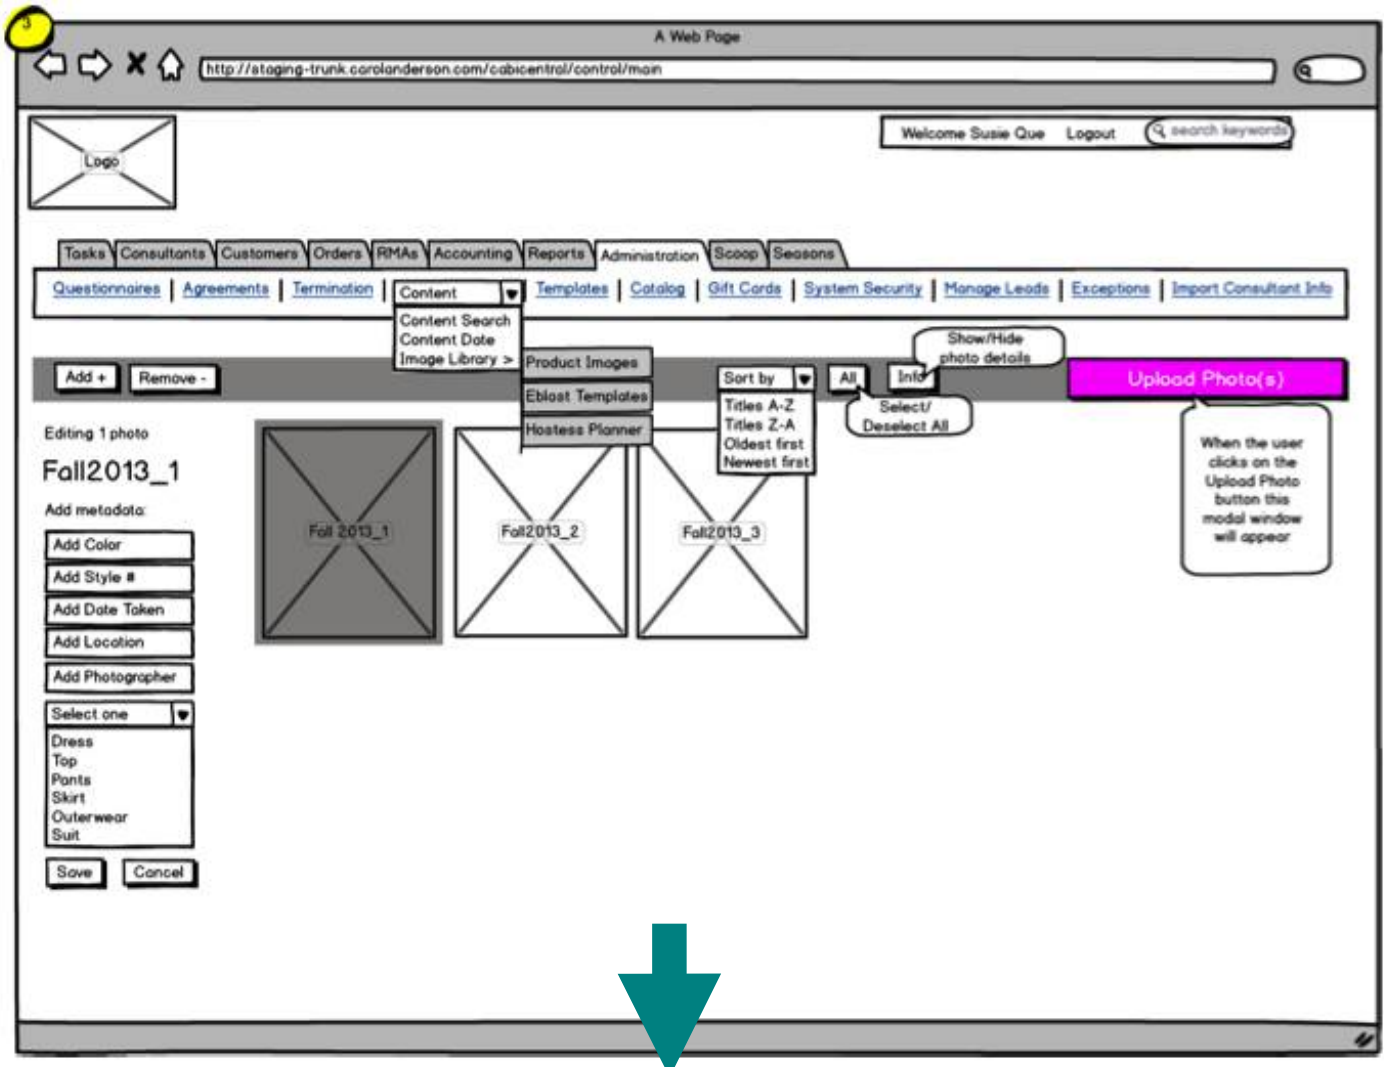 3
A Web Page
http://staging-trunk.carolanderson.com/cabicentral/control/main
Logo
Welcome Susie Que Logout search keywords
Tasks Consultants Customers Orders RMAs Accounting Reports Administration Scoop Seasons
Questionnaires | Agreements | Termination | Content Templates | Catalog | Gift Cards | System Security | Manage Leads | Exceptions | Import Consultant Info
Content Search
Content Date
Image Library >
Product Images
Eblast Templates
Hostess Planner
Add +
Remove -
Sort by
Titles A-Z
Titles Z-A
Oldest first
Newest first
All
Info
Show/Hide
photo details
Select/
Deselect All
Upload Photo(s)
When the user
clicks on the
Upload Photo
button this
modal window
will appear
Editing 1 photo
Fall2013_1
Add metadata:
Add Color
Add Style #
Add Date Taken
Add Location
Add Photographer
Select one
Dress
Top
Pants
Skirt
Outerwear
Suit
Save
Cancel
Fall 2013_1
Fall2013_2
Fall2013_3